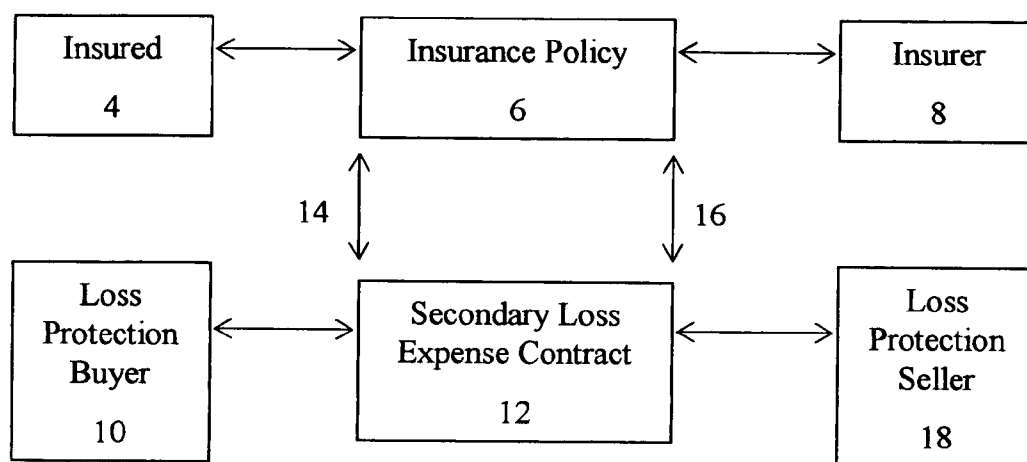 Insured
4
Insurance Policy
6
Insurer
8
14
16
Loss
Protection
Buyer
10
Secondary Loss
Expense Contract
12
Loss
Protection
Seller
18